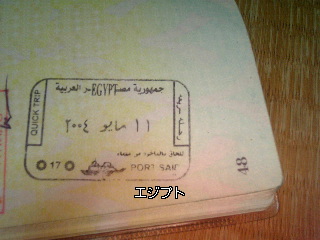 جمهورية مصر EGYPT العربية
QUICK TRIP
١١ مايو ٢٠٠٤
17
PORT SAID
48
エジプト